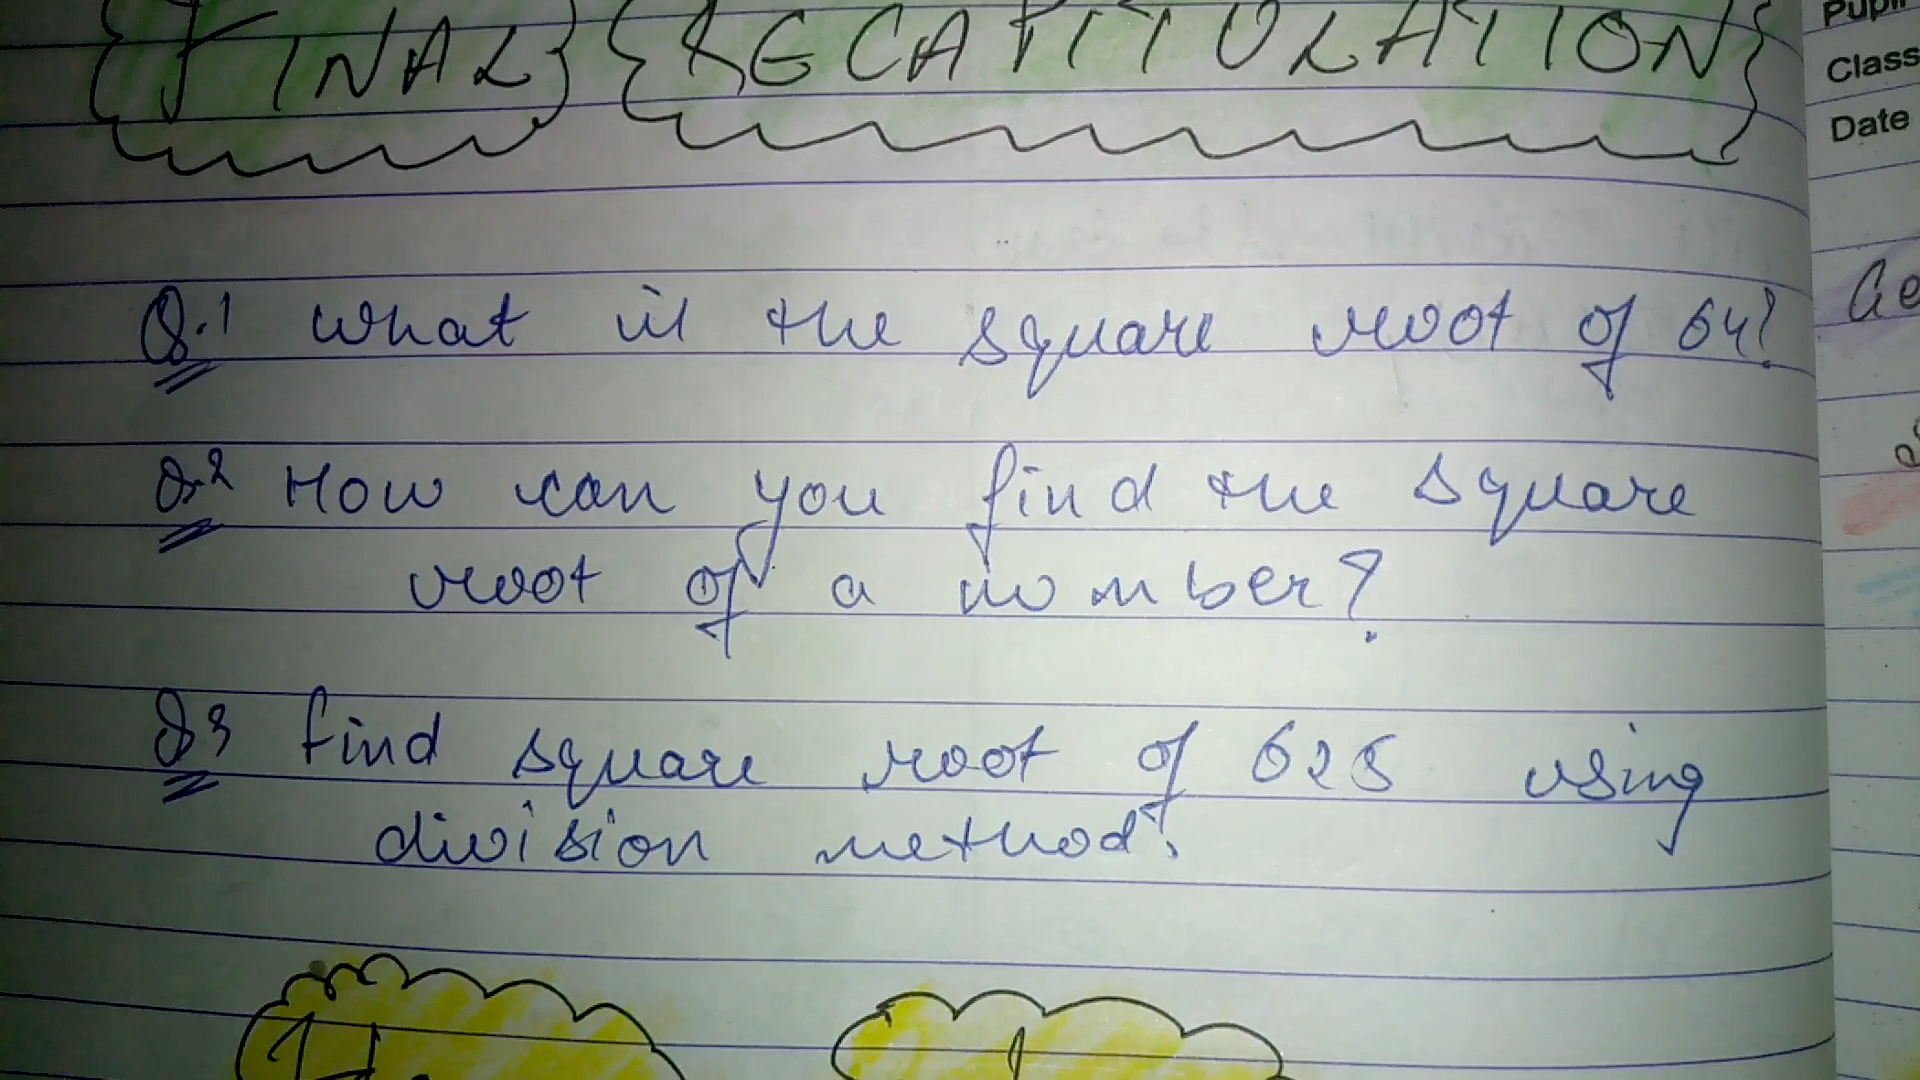 FINAL RECAPITULATION
Pupil
Class
Date
Q.1 What is the square root of 64?
Q.2 How can you find the square
root of a number?
Q3 find square root of 625 using
division method.